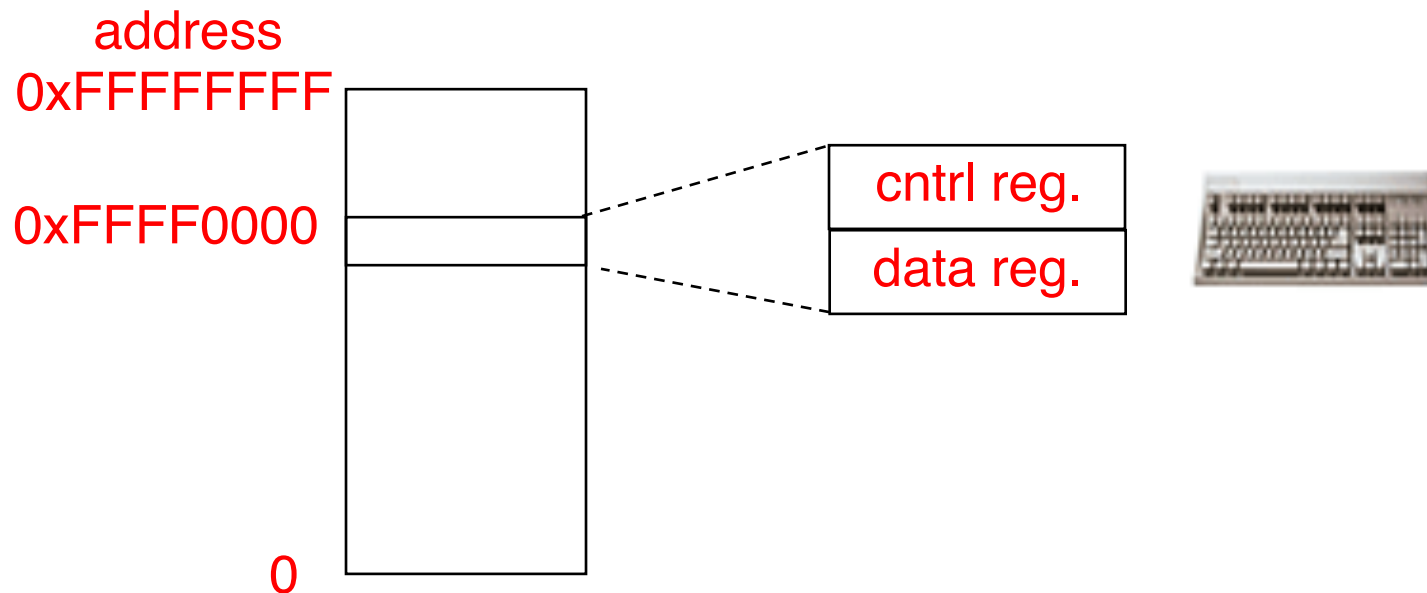 address
0xFFFFFFFF
0xFFFF0000
0
cntrl reg.
data reg.